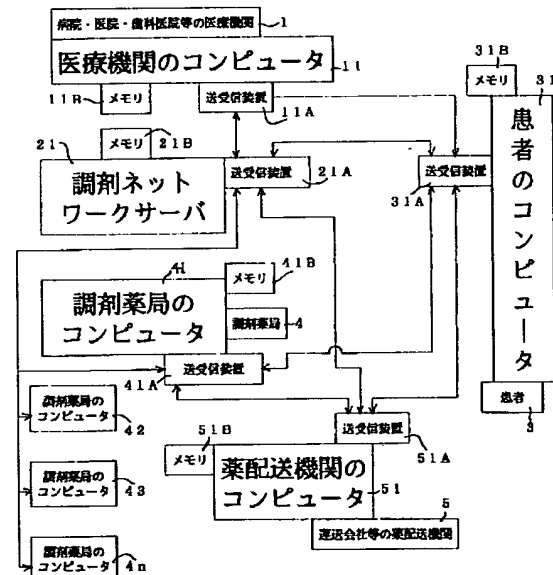 病院・医院・歯科医院等の医療機関
1
医療機関のコンピュータ
11
メモリ
11B
送受信装置
11A
31B
メモリ
31
患者のコンピュータ
21
メモリ
21B
調剤ネット
ワークサーバ
送受信装置
21A
送受信装置
31A
41
調剤薬局の
コンピュータ
メモリ
41B
調剤薬局
4
送受信装置
41A
患者
3
調剤薬局の
コンピュータ
42
51B
送受信装置
51A
メモリ
薬配送機関の
コンピュータ
51
調剤薬局の
コンピュータ
43
5
運送会社等の薬配送機関
調剤薬局の
コンピュータ
4n